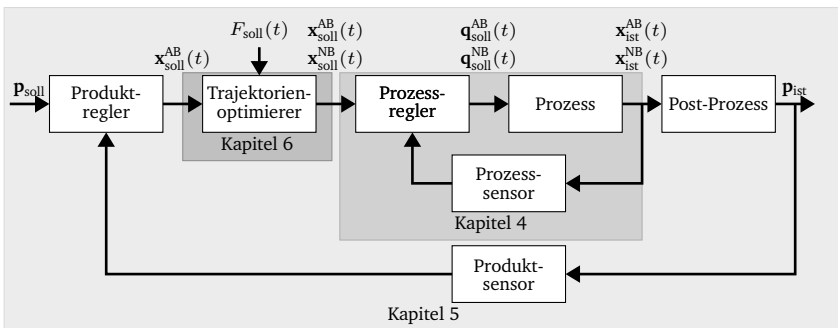 F_soll(t)
x^AB_soll(t)
x^AB_soll(t)
x^NB_soll(t)
q^AB_soll(t)
q^NB_soll(t)
x^AB_ist(t)
x^NB_ist(t)
p_soll
Produkt-
regler
Trajektorien-
optimierer
Kapitel 6
Prozess-
regler
Prozess
Post-Prozess
p_ist
Prozess-
sensor
Kapitel 4
Produkt-
sensor
Kapitel 5